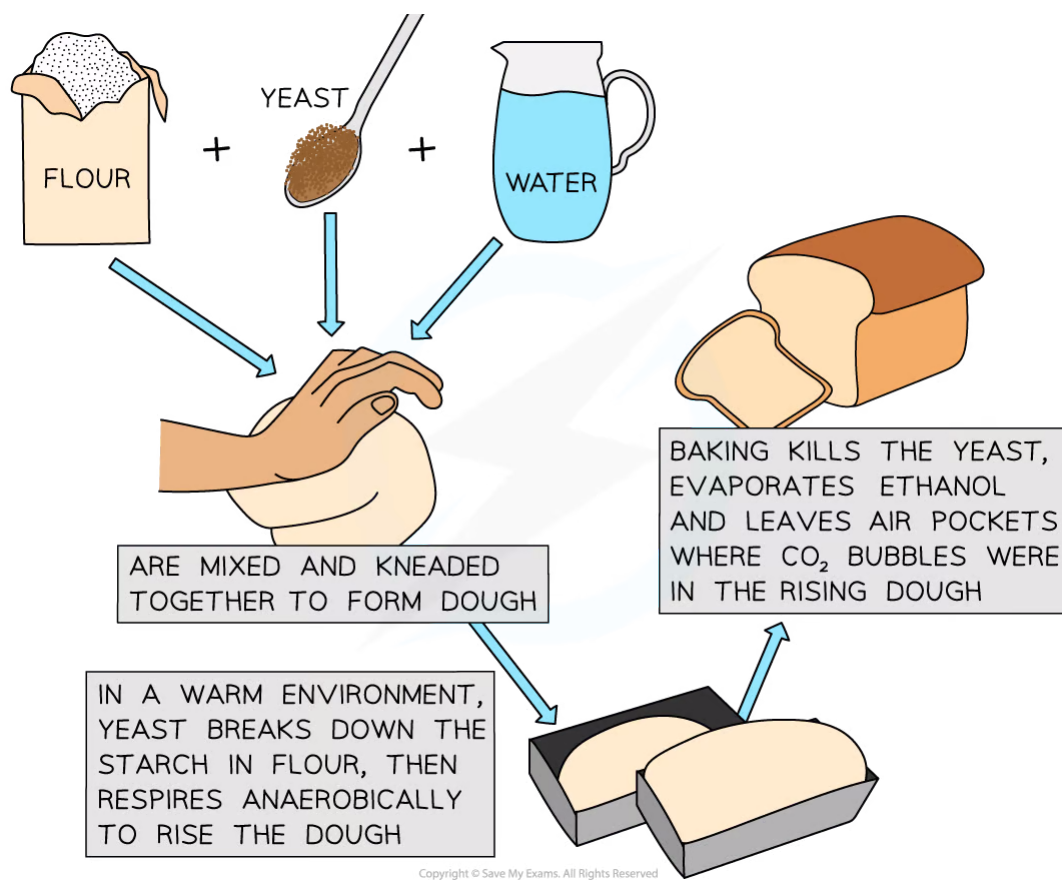 FLOUR
+
YEAST
+
WATER
ARE MIXED AND KNEADED
TOGETHER TO FORM DOUGH
IN A WARM ENVIRONMENT,
YEAST BREAKS DOWN THE
STARCH IN FLOUR, THEN
RESPIRES ANAEROBICALLY
TO RISE THE DOUGH
BAKING KILLS THE YEAST,
EVAPORATES ETHANOL
AND LEAVES AIR POCKETS
WHERE CO₂ BUBBLES WERE
IN THE RISING DOUGH
Copyright © Save My Exams. All Rights Reserved